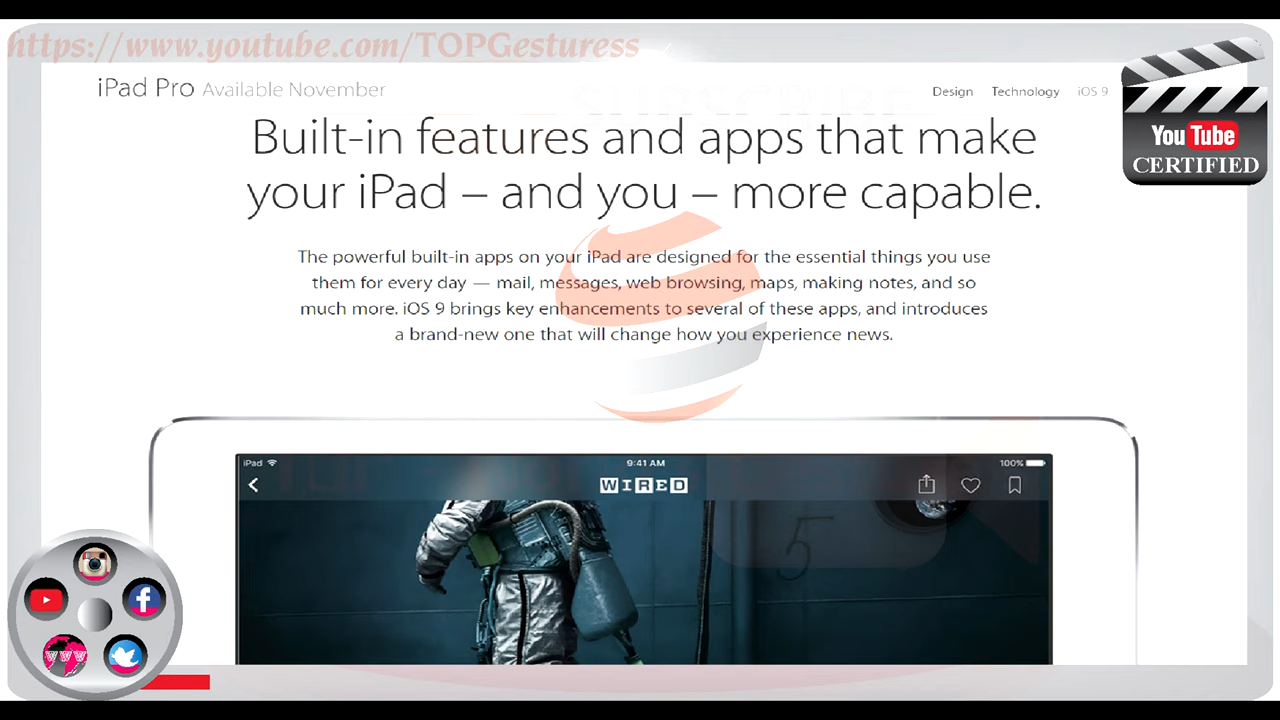 https://www.youtube.com/TOPGesturess
SUBSCRIBE
iPad Pro Available November
Design Technology iOS 9
You Tube
CERTIFIED
Built-in features and apps that make
your iPad – and you – more capable.
The powerful built-in apps on your iPad are designed for the essential things you use
them for every day — mail, messages, web browsing, maps, making notes, and so
much more. iOS 9 brings key enhancements to several of these apps, and introduces
a brand-new one that will change how you experience news.
iPad 9:41 AM 100%
WIRED
5